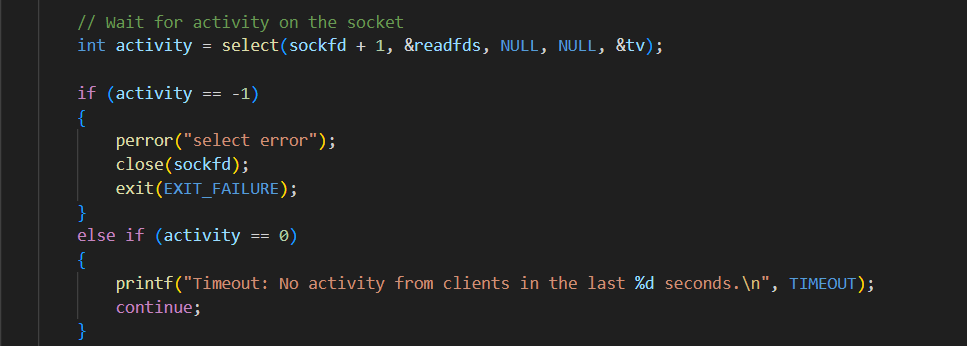 // Wait for activity on the socket
int activity = select(sockfd + 1, &readfds, NULL, NULL, &tv);
if (activity == -1)
{
perror("select error");
close(sockfd);
exit(EXIT_FAILURE);
}
else if (activity == 0)
{
printf("Timeout: No activity from clients in the last %d seconds.\n", TIMEOUT);
continue;
}